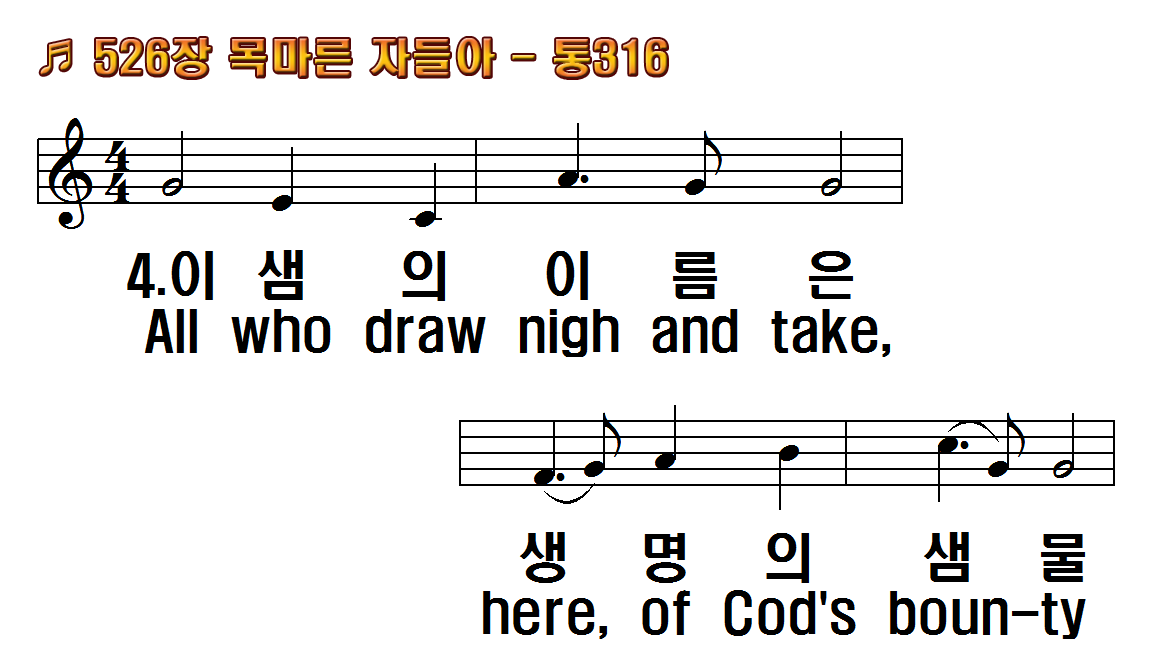 ♬ 526장 목마른 자들아 - 통316
4.이 샘 의 이 름 은
All who draw nigh and take,
생 명 의 샘 물
here, of Cod's boun-ty